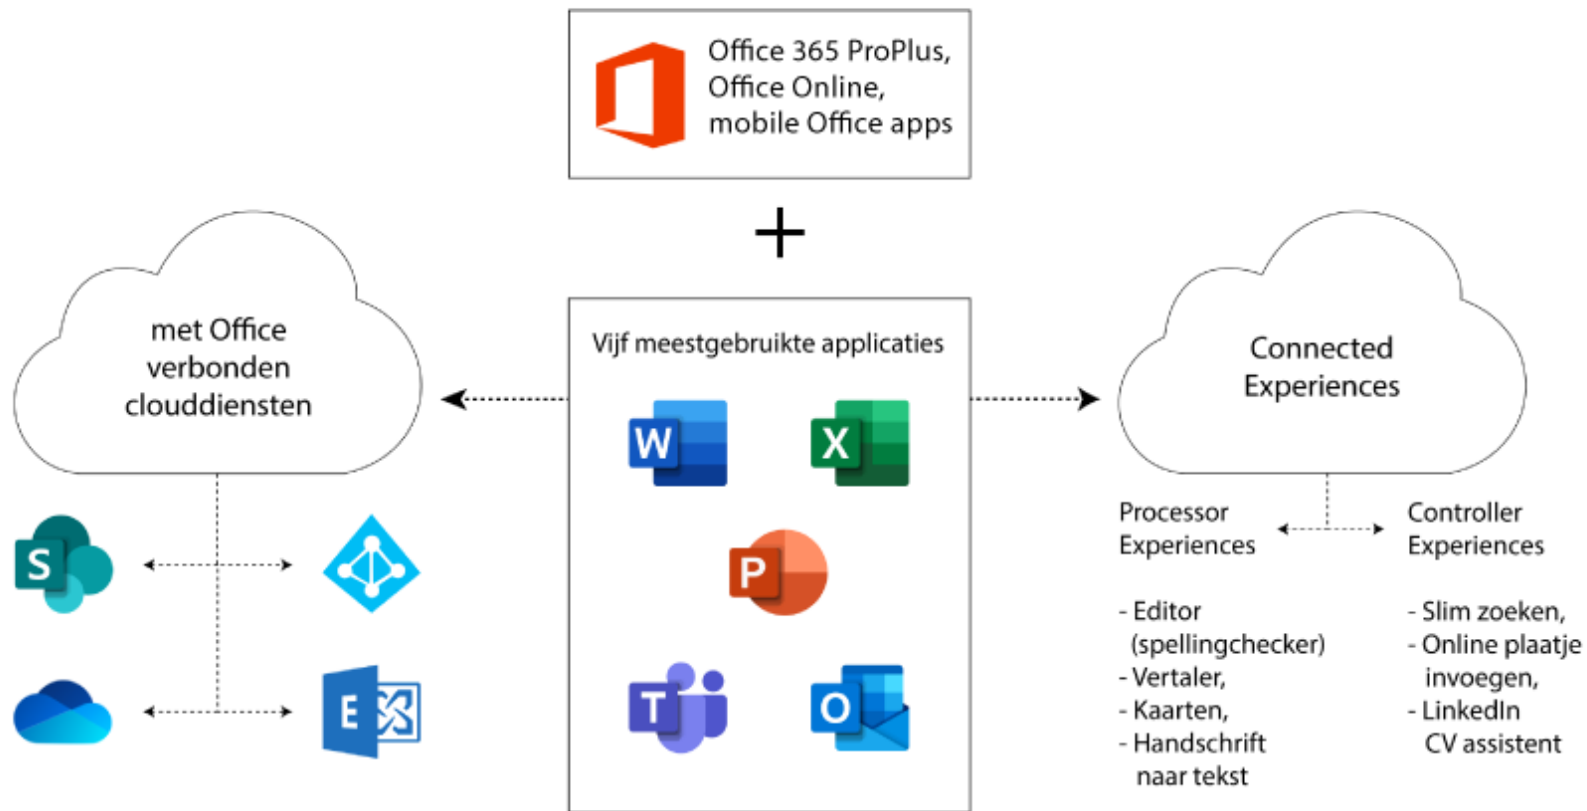 Office 365 ProPlus,
Office Online,
mobile Office apps
+
met Office
verbonden
clouddiensten
S
E
Vijf meestgebruikte applicaties
W
X
P
T
O
Connected
Experiences
Processor
Experiences
- Editor
(spellingchecker)
- Vertaler,
- Kaarten,
- Handschrift
naar tekst
Controller
Experiences
- Slim zoeken,
- Online plaatje
invoegen,
- LinkedIn
CV assistent